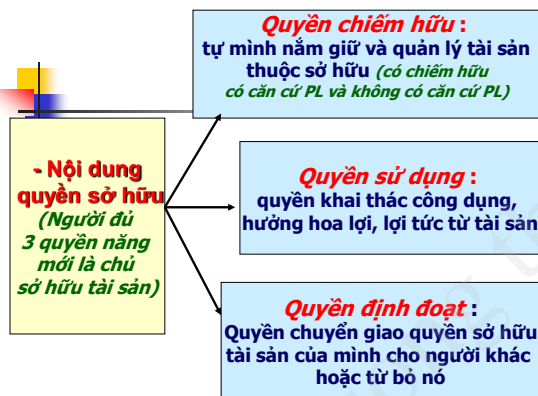 Quyền chiếm hữu :
tự mình nắm giữ và quản lý tài sản
thuộc sở hữu (có chiếm hữu
có căn cứ PL và không có căn cứ PL)
- Nội dung
quyền sở hữu
(Người đủ
3 quyền năng
mới là chủ
sở hữu tài sản)
Quyền sử dụng :
quyền khai thác công dụng,
hưởng hoa lợi, lợi tức từ tài sản
Quyền định đoạt :
Quyền chuyển giao quyền sở hữu
tài sản của mình cho người khác
hoặc từ bỏ nó